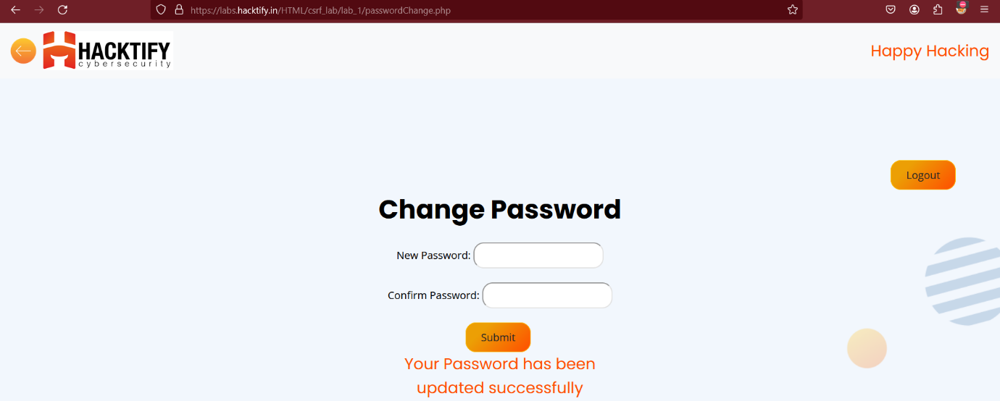 https://labs.hacktify.in/HTML/csrf_lab/lab_1/passwordChange.php
HACKTIFY
cybersecurity
Happy Hacking
Logout
Change Password
New Password:
Confirm Password:
Submit
Your Password has been
updated successfully